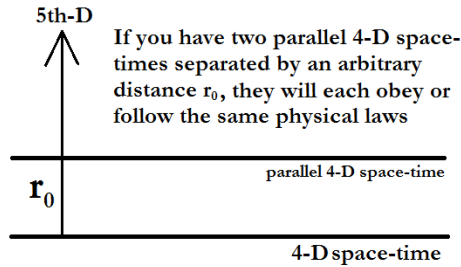 5th-D
If you have two parallel 4-D space-
times separated by an arbitrary
distance r₀, they will each obey or
follow the same physical laws
parallel 4-D space-time
r₀
4-D space-time